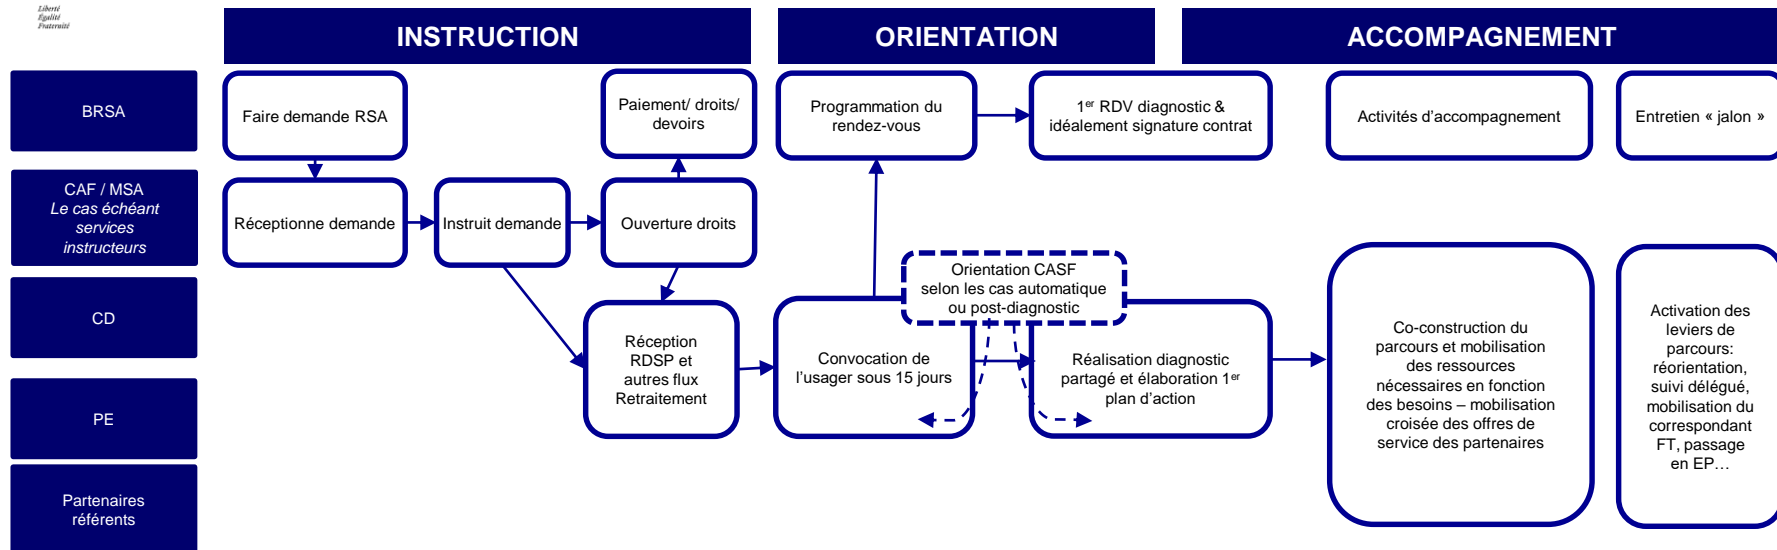 Liberté
Égalité
Fraternité
INSTRUCTION
ORIENTATION
ACCOMPAGNEMENT
BRSA
Faire demande RSA
Paiement/ droits/
devoirs
Programmation du
rendez-vous
1er RDV diagnostic &
idéalement signature contrat
Activités d’accompagnement
Entretien « jalon »
CAF / MSA
Le cas échéant
services
instructeurs
Réceptionne demande
Instruit demande
Ouverture droits
Orientation CASF
selon les cas automatique
ou post-diagnostic
CD
PE
Partenaires
référents
Réception
RDSP et
autres flux
Retraitement
Convocation de
l’usager sous 15 jours
Réalisation diagnostic
partagé et élaboration 1er
plan d’action
Co-construction du
parcours et mobilisation
des ressources
nécessaires en fonction
des besoins – mobilisation
croisée des offres de
service des partenaires
Activation des
leviers de
parcours:
réorientation,
suivi délégué,
mobilisation du
correspondant
FT, passage
en EP…